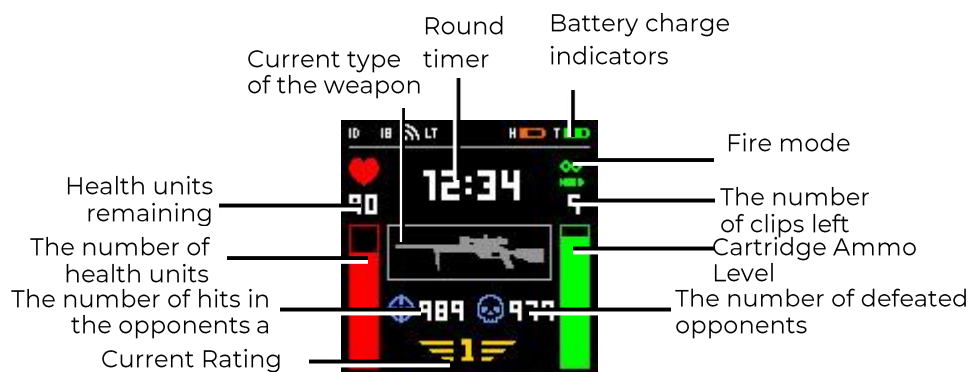 Round
timer
Battery charge
indicators
Current type
of the weapon
ID 18 LT H T
Fire mode
12:34
Health units
remaining
90
The number
of clips left
The number of
health units
Cartridge Ammo
Level
The number of hits in
the opponents a
989
The number of defeated
opponents
Current Rating
1